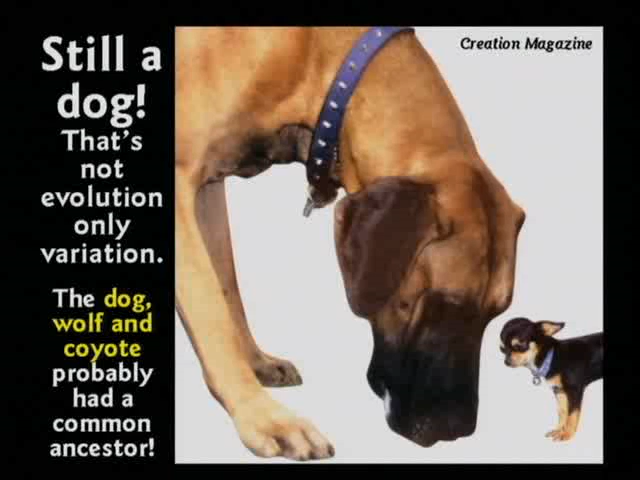 Still a
dog!
That's
not
evolution
only
variation.
The dog,
wolf and
coyote
probably
had a
common
ancestor!
Creation Magazine